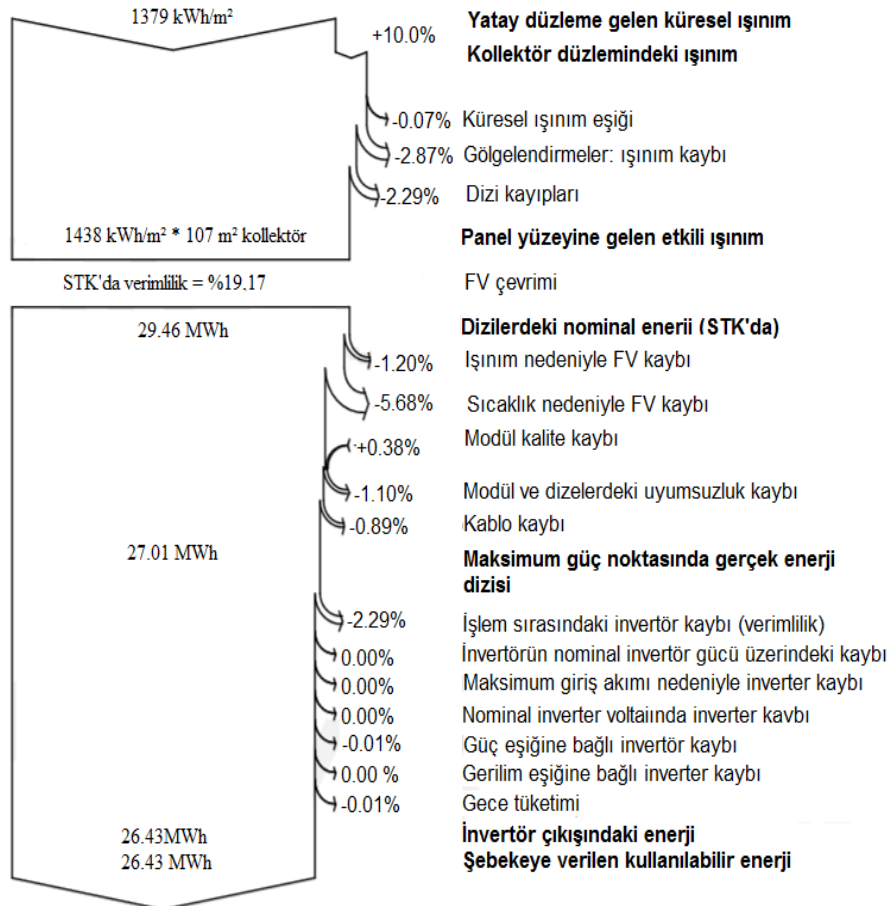 1379 kWh/m²
Yatay düzleme gelen küresel ışınım
+10.0%
Kollektör düzlemindeki ışınım
-0.07% Küresel ışınım eşiği
-2.87% Gölgelendirmeler: ışınım kaybı
-2.29% Dizi kayıpları
1438 kWh/m² * 107 m² kollektör
Panel yüzeyine gelen etkili ışınım
STK'da verimlilik = %19.17
FV çevrimi
Dizilerdeki nominal enerii (STK'da)
29.46 MWh
-1.20% Işınım nedeniyle FV kaybı
-5.68% Sıcaklık nedeniyle FV kaybı
+0.38% Modül kalite kaybı
-1.10% Modül ve dizelerdeki uyumsuzluk kaybı
-0.89% Kablo kaybı
27.01 MWh
Maksimum güç noktasında gerçek enerji
dizisi
-2.29% İşlem sırasındaki invertör kaybı (verimlilik)
0.00% İnvertörün nominal invertör gücü üzerindeki kaybı
0.00% Maksimum giriş akımı nedeniyle inverter kaybı
0.00% Nominal inverter voltaiında inverter kavbı
-0.01% Güç eşiğine bağlı invertör kaybı
0.00 % Gerilim eşiğine bağlı inverter kaybı
-0.01% Gece tüketimi
26.43MWh
İnvertör çıkışındaki enerji
26.43 MWh
Şebekeye verilen kullanılabilir enerji